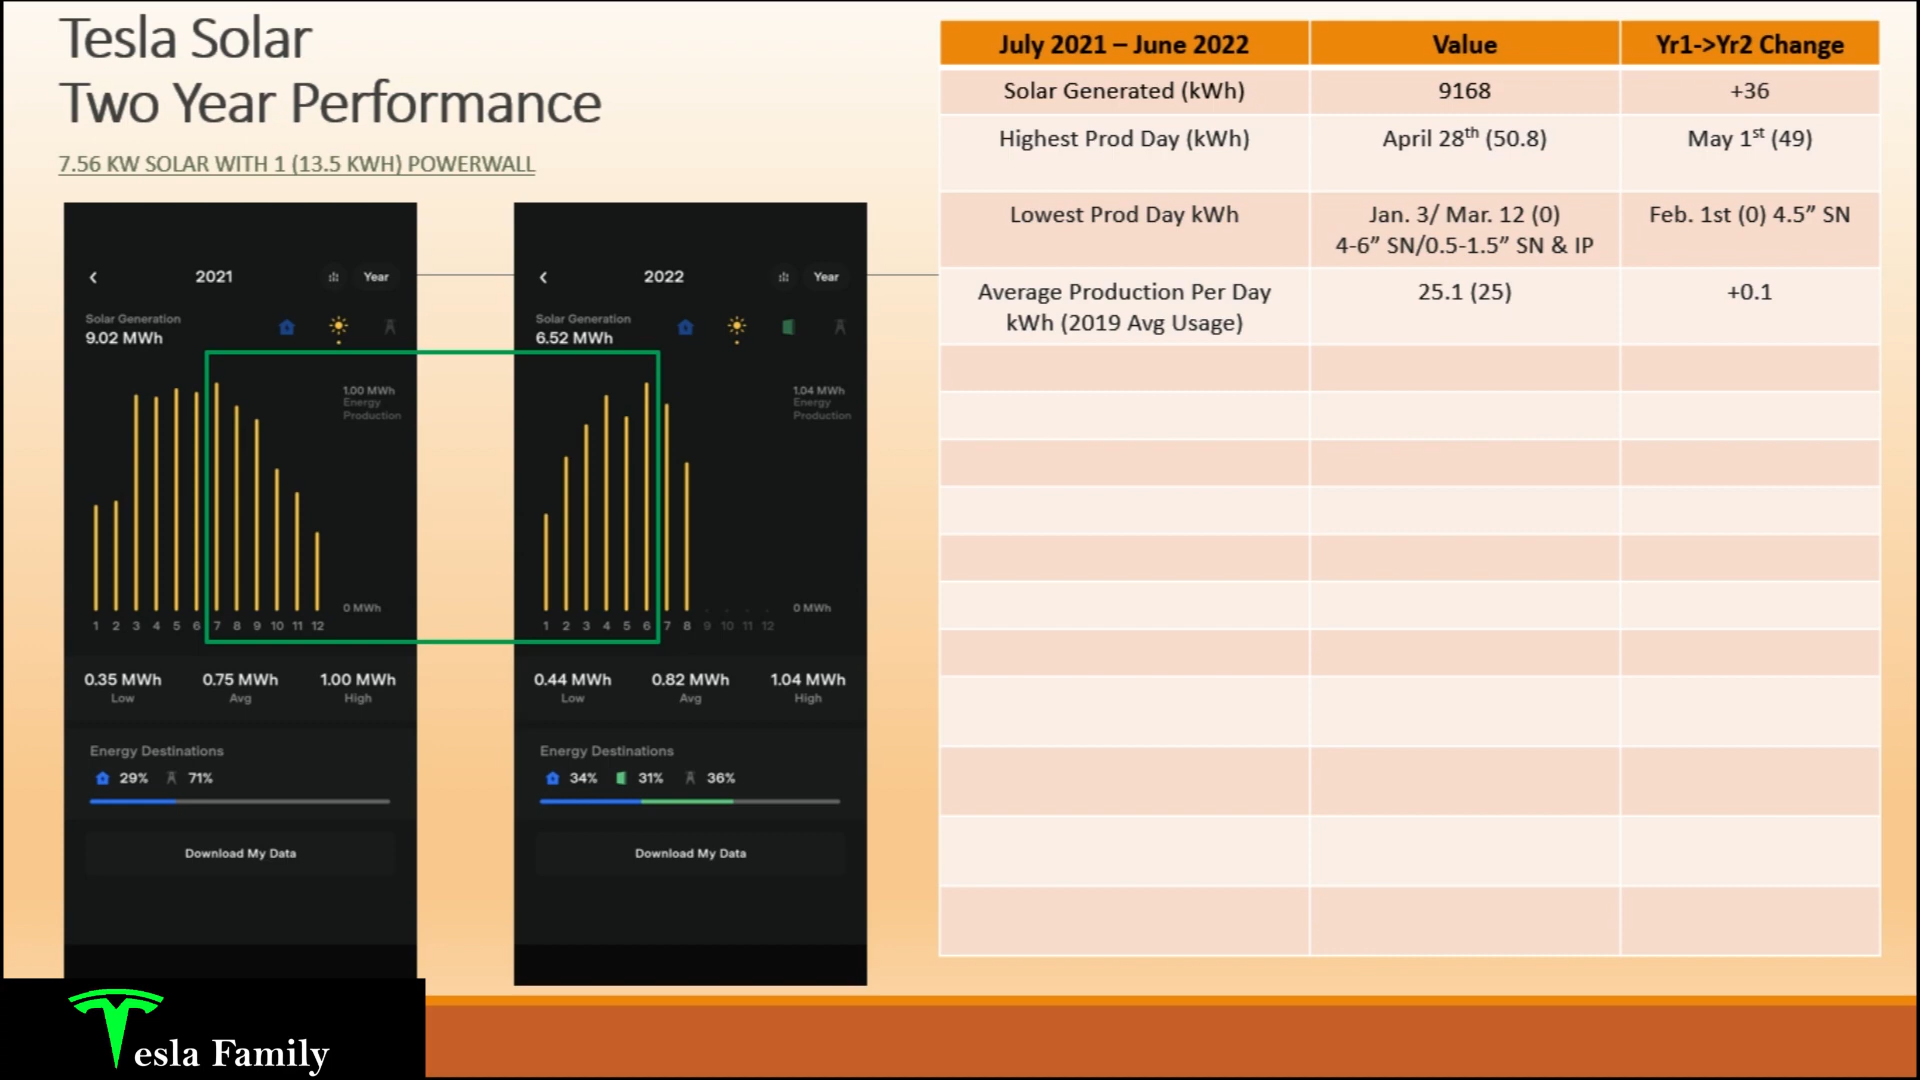 Tesla Solar
Two Year Performance
7.56 KW SOLAR WITH 1 (13.5 KWH) POWERWALL
2021
Year
Solar Generation
9.02 MWh
1.00 MWh
Energy
Production
0 MWh
1 2 3 4 5 6 7 8 9 10 11 12
0.35 MWh 0.75 MWh 1.00 MWh
Low Avg High
Energy Destinations
29% 71%
Download My Data
2022
Year
Solar Generation
6.52 MWh
1.04 MWh
Energy
Production
0 MWh
1 2 3 4 5 6 7 8 9 10 11 12
0.44 MWh 0.82 MWh 1.04 MWh
Low Avg High
Energy Destinations
34% 31% 36%
Download My Data
July 2021 – June 2022 Value Yr1->Yr2 Change
Solar Generated (kWh) 9168 +36
Highest Prod Day (kWh) April 28th (50.8) May 1st (49)
Lowest Prod Day kWh Jan. 3/ Mar. 12 (0) Feb. 1st (0) 4.5” SN
4-6” SN/0.5-1.5” SN & IP
Average Production Per Day 25.1 (25) +0.1
kWh (2019 Avg Usage)
Tesla Family